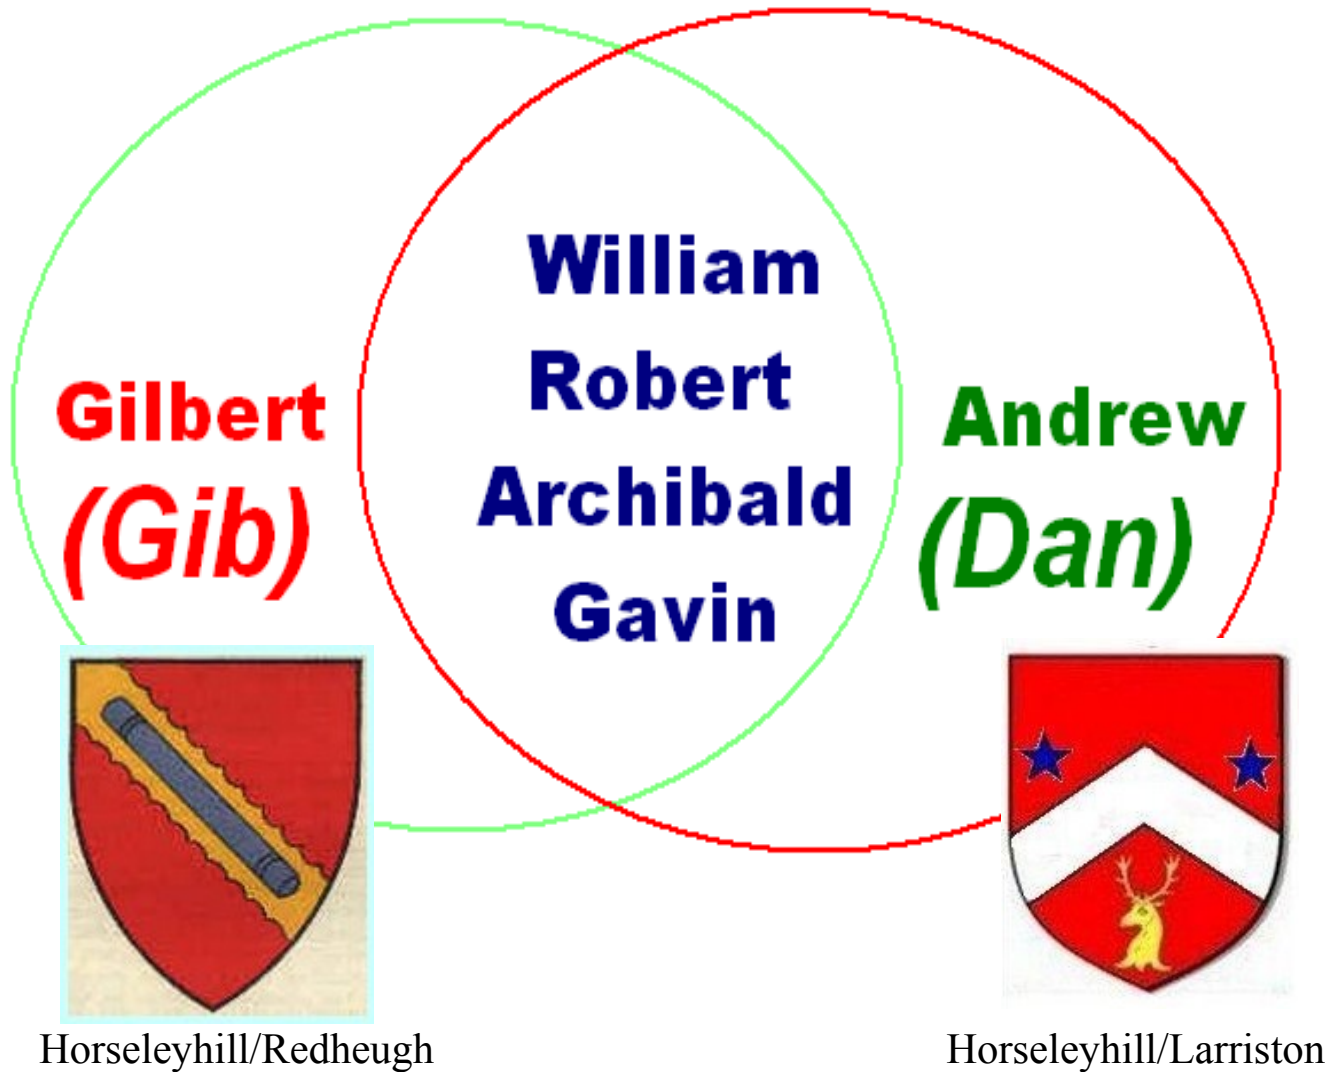 William
Robert
Archibald
Gavin
Gilbert
(Gib)
Andrew
(Dan)
Horseleyhill/Redheugh
Horseleyhill/Larriston